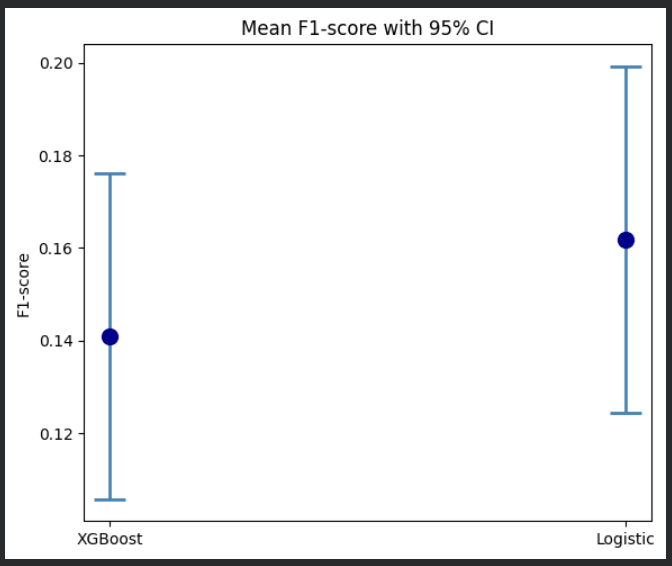 Mean F1-score with 95% CI
0.20
0.18
0.16
0.14
0.12
F1-score
XGBoost
Logistic